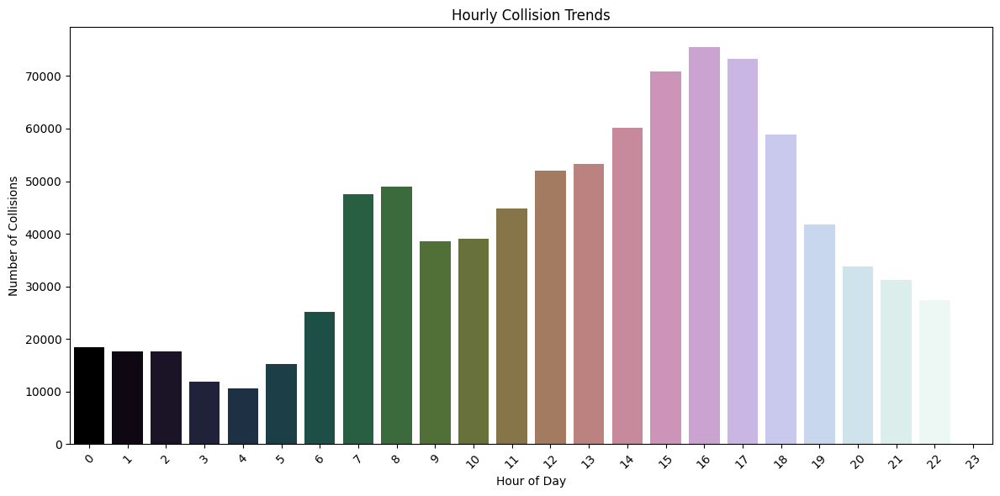 Hourly Collision Trends
70000
60000
50000
40000
30000
20000
10000
0
Number of Collisions
0 1 2 3 4 5 6 7 8 9 10 11 12 13 14 15 16 17 18 19 20 21 22 23
Hour of Day